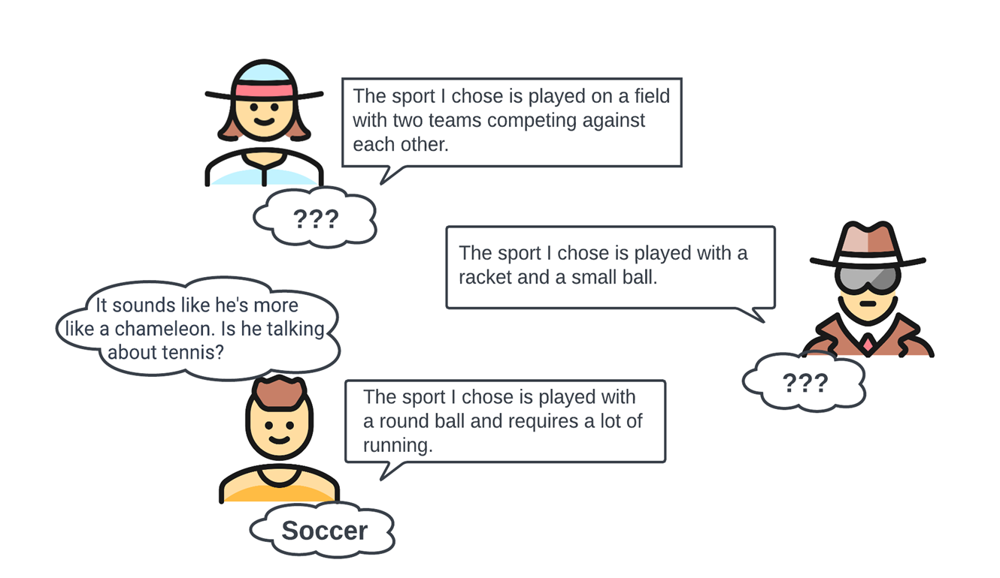 The sport I chose is played on a field
with two teams competing against
each other.
???
The sport I chose is played with a
racket and a small ball.
???
It sounds like he's more
like a chameleon. Is he talking
about tennis?
The sport I chose is played with
a round ball and requires a lot of
running.
Soccer